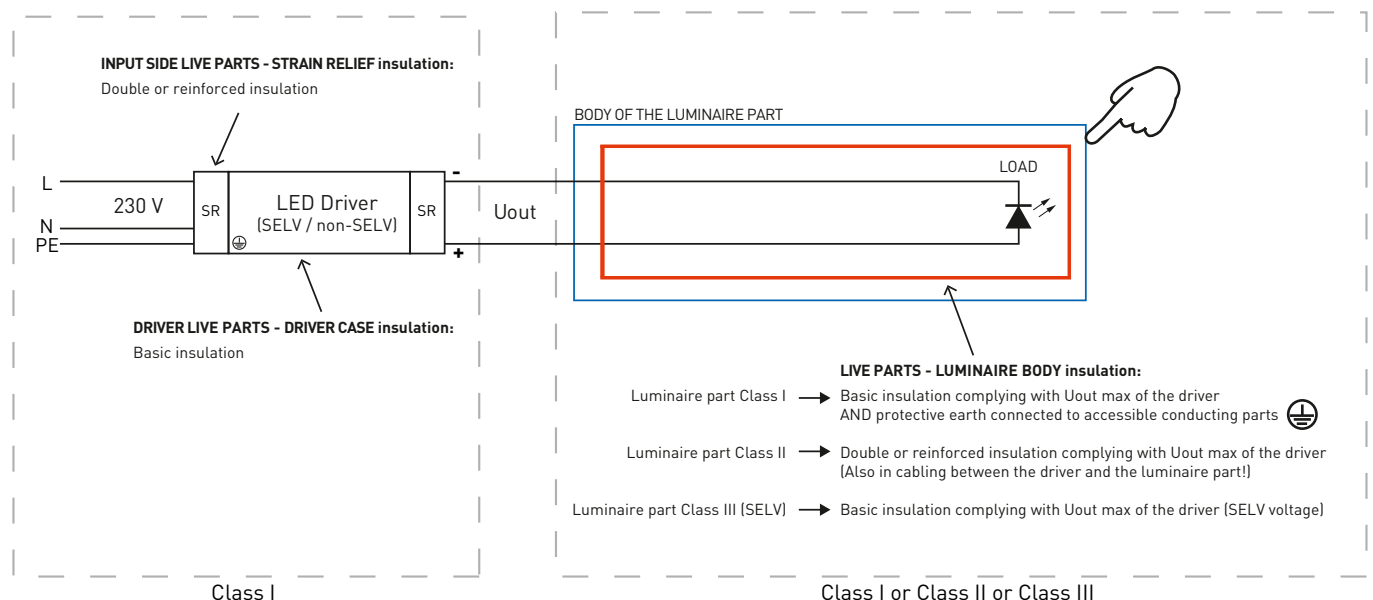 INPUT SIDE LIVE PARTS - STRAIN RELIEF insulation:
Double or reinforced insulation
BODY OF THE LUMINAIRE PART
LOAD
L
230 V
N
PE
SR
LED Driver
(SELV / non-SELV)
SR
-
+
Uout
DRIVER LIVE PARTS - DRIVER CASE insulation:
Basic insulation
LIVE PARTS - LUMINAIRE BODY insulation:
Luminaire part Class I
Basic insulation complying with Uout max of the driver
AND protective earth connected to accessible conducting parts
Luminaire part Class II
Double or reinforced insulation complying with Uout max of the driver
(Also in cabling between the driver and the luminaire part!)
Luminaire part Class III (SELV)
Basic insulation complying with Uout max of the driver (SELV voltage)
Class I
Class I or Class II or Class III